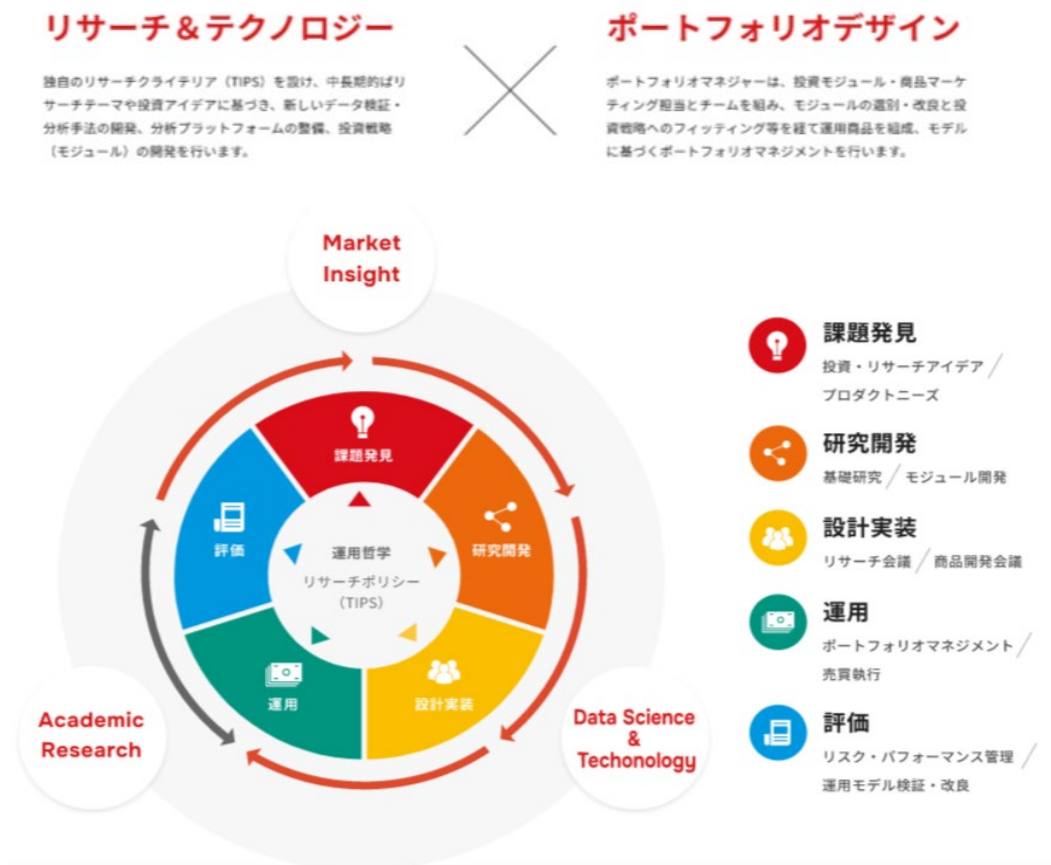 リサーチ&テクノロジー
独自のリサーチクライテリア（TIPS）を設け、中長期的ばリ
サーチテーマや投資アイデアに基づき、新しいデータ検証・
分析手法の開発、分析プラットフォームの整備、投資戦略
（モジュール）の開発を行います。
ポートフォリオデザイン
ポートフォリオマネジャーは、投資モジュール・商品マーケ
ティング担当とチームを組み、モジュールの選別・改良と投
資戦略へのフィッティング等を経て運用商品を組成、モデル
に基づくポートフォリオマネジメントを行います。
Market
Insight
課題発見
評価
研究開発
運用哲学
リサーチポリシー
（TIPS）
運用
設計実装
Academic
Research
Data Science
&
Techonology
課題発見
投資・リサーチアイデア／
プロダクトニーズ
研究開発
基礎研究／モジュール開発
設計実装
リサーチ会議／商品開発会議
運用
ポートフォリオマネジメント／
売買執行
評価
リスク・パフォーマンス管理／
運用モデル検証・改良